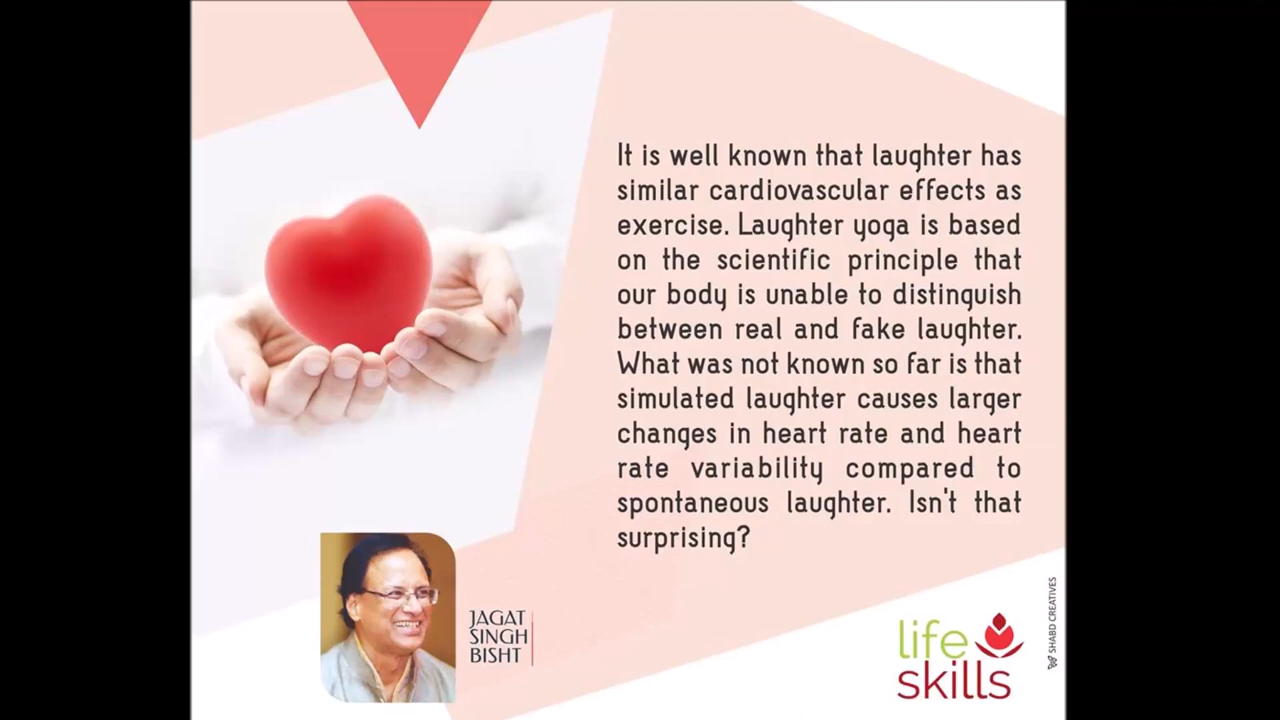 It is well known that laughter has
similar cardiovascular effects as
exercise. Laughter yoga is based
on the scientific principle that
our body is unable to distinguish
between real and fake laughter.
What was not known so far is that
simulated laughter causes larger
changes in heart rate and heart
rate variability compared to
spontaneous laughter. Isn't that
surprising?
JAGAT
SINGH
BISHT
life
skills
SHABD CREATIVES